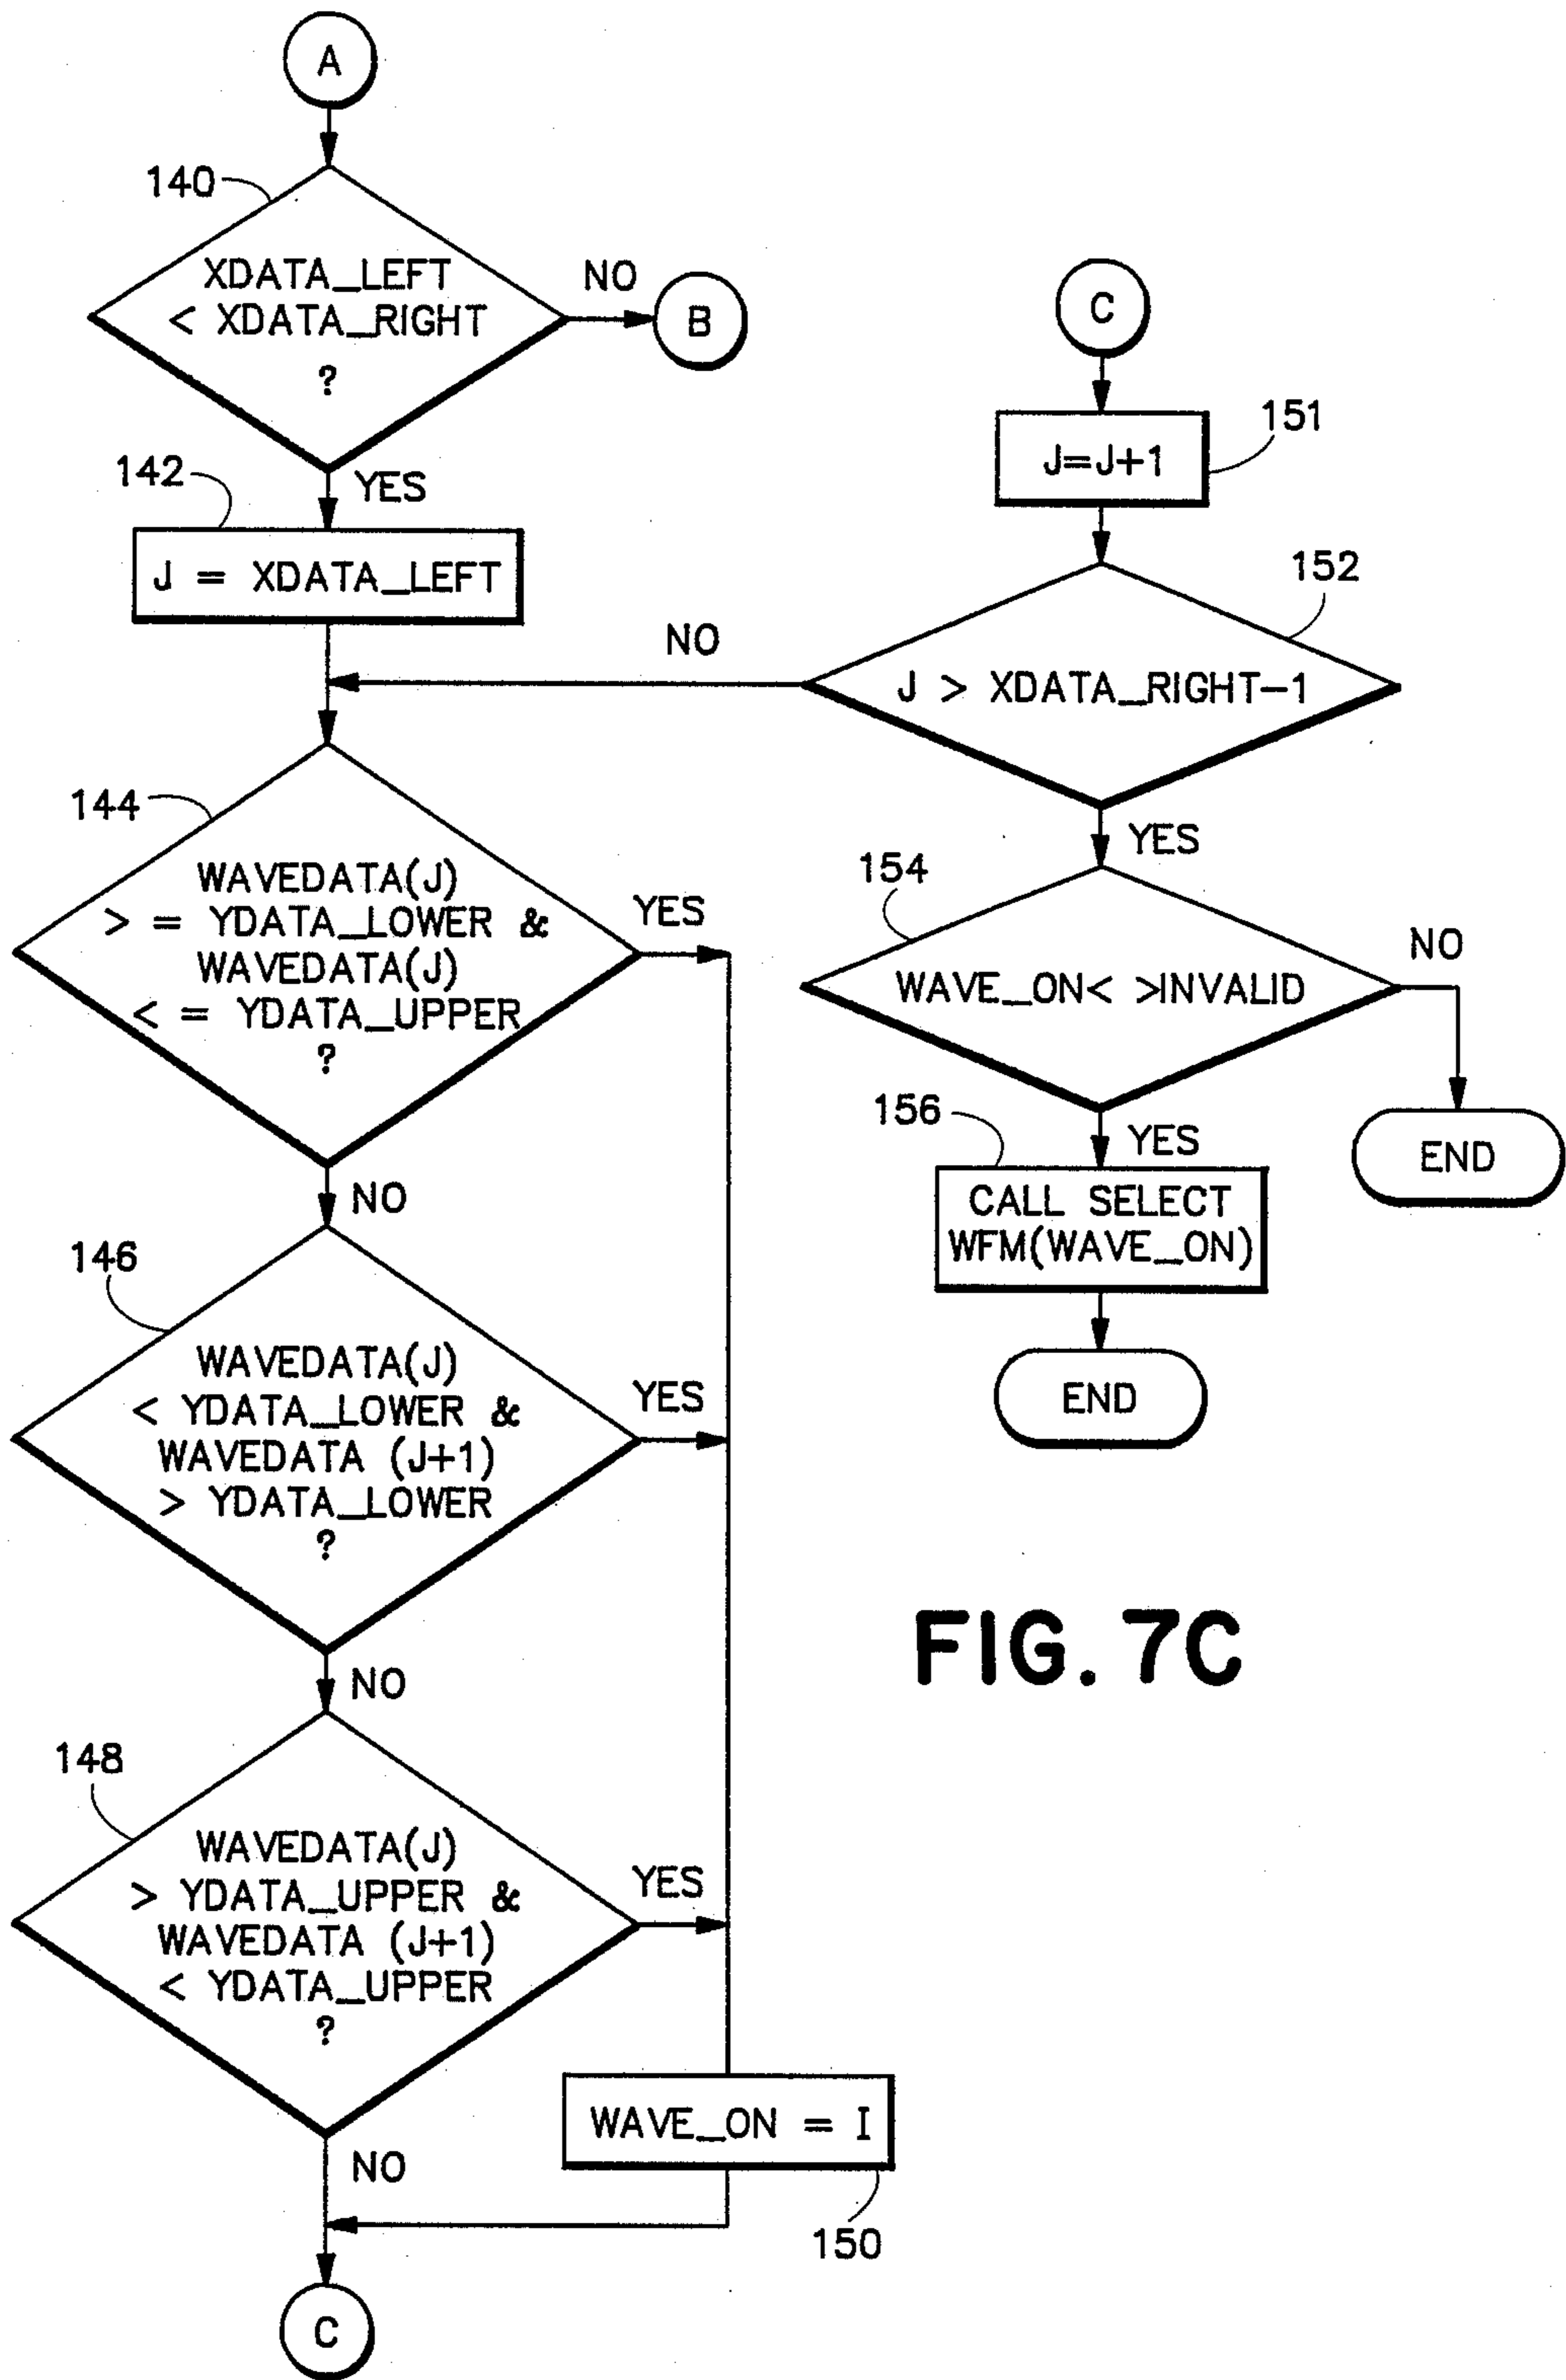 A
140
XDATA_LEFT
< XDATA_RIGHT
?
NO
B
YES
142
J = XDATA_LEFT
144
WAVEDATA(J)
> = YDATA_LOWER &
WAVEDATA(J)
< = YDATA_UPPER
?
YES
NO
146
WAVEDATA(J)
< YDATA_LOWER &
WAVEDATA (J+1)
> YDATA_LOWER
?
YES
NO
148
WAVEDATA(J)
> YDATA_UPPER &
WAVEDATA (J+1)
< YDATA_UPPER
?
YES
NO
WAVE_ON = I
150
C
C
J=J+1
151
152
J > XDATA_RIGHT-1
NO
YES
154
WAVE_ON< >INVALID
NO
END
YES
156
CALL SELECT
WFM(WAVE_ON)
END
FIG. 7C